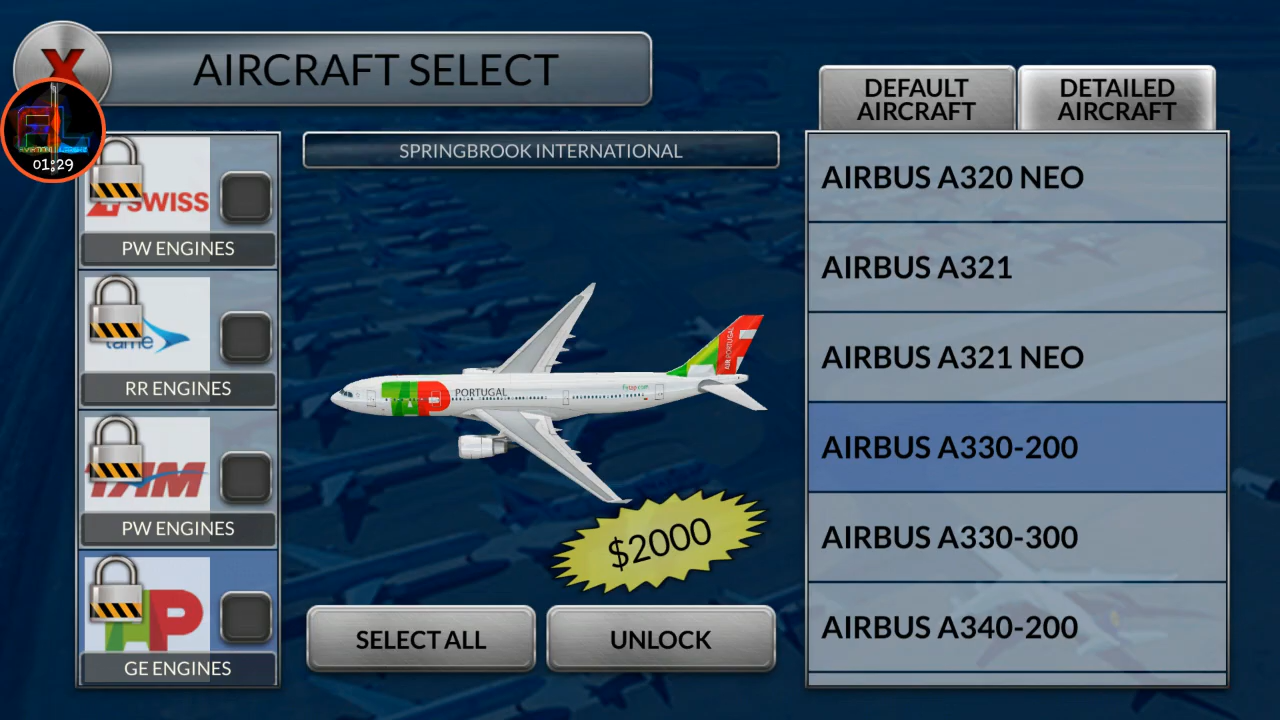 X
AIRCRAFT SELECT
01:29
SWISS
PW ENGINES
tame
RR ENGINES
TAM
PW ENGINES
TAP
GE ENGINES
SPRINGBROOK INTERNATIONAL
PORTUGAL
$2000
SELECT ALL
UNLOCK
DEFAULT
AIRCRAFT
DETAILED
AIRCRAFT
AIRBUS A320 NEO
AIRBUS A321
AIRBUS A321 NEO
AIRBUS A330-200
AIRBUS A330-300
AIRBUS A340-200